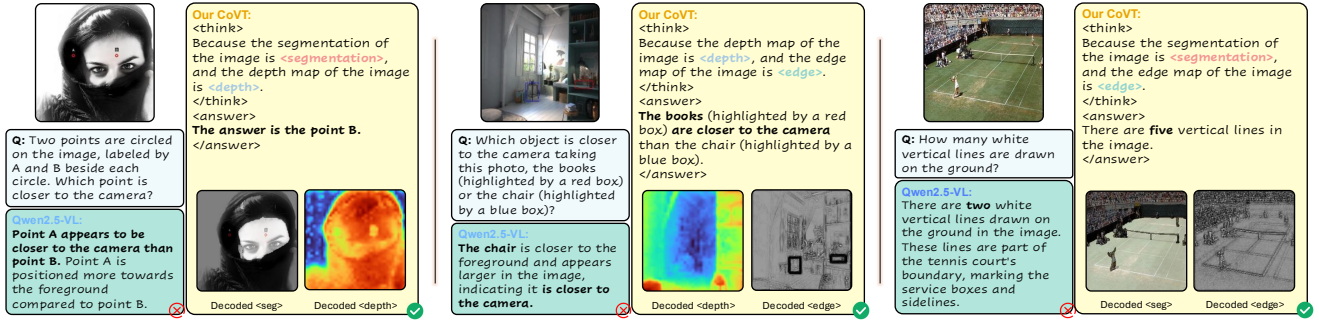 Q: Two points are circled
on the image, labeled by
A and B beside each
circle. Which point is
closer to the camera?
Qwen2.5-VL:
Point A appears to be
closer to the camera than
point B. Point A is
positioned more towards
the foreground
compared to point B.
Our CoVT:
<think>
Because the segmentation of
the image is <segmentation>,
and the depth map of the image
is <depth>.
</think>
<answer>
The answer is the point B.
</answer>
Decoded <seg>
Decoded <depth>
Q: Which object is closer
to the camera taking
this photo, the books
(highlighted by a red box)
or the chair (highlighted
by a blue box)?
Qwen2.5-VL:
The chair is closer to the
foreground and appears
larger in the image,
indicating it is closer to
the camera.
Our CoVT:
<think>
Because the depth map of the
image is <depth>, and the edge
map of the image is <edge>.
</think>
<answer>
The books (highlighted by a red
box) are closer to the camera
than the chair (highlighted by a
blue box).
</answer>
Decoded <depth>
Decoded <edge>
Q: How many white
vertical lines are drawn
on the ground?
Qwen2.5-VL:
There are two white
vertical lines drawn on
the ground in the image.
These lines are part of
the tennis court's
boundary, marking the
service boxes and
sidelines.
Our CoVT:
<think>
Because the segmentation of
the image is <segmentation>,
and the edge map of the image
is <edge>.
</think>
<answer>
There are five vertical lines in
the image.
</answer>
Decoded <seg>
Decoded <edge>